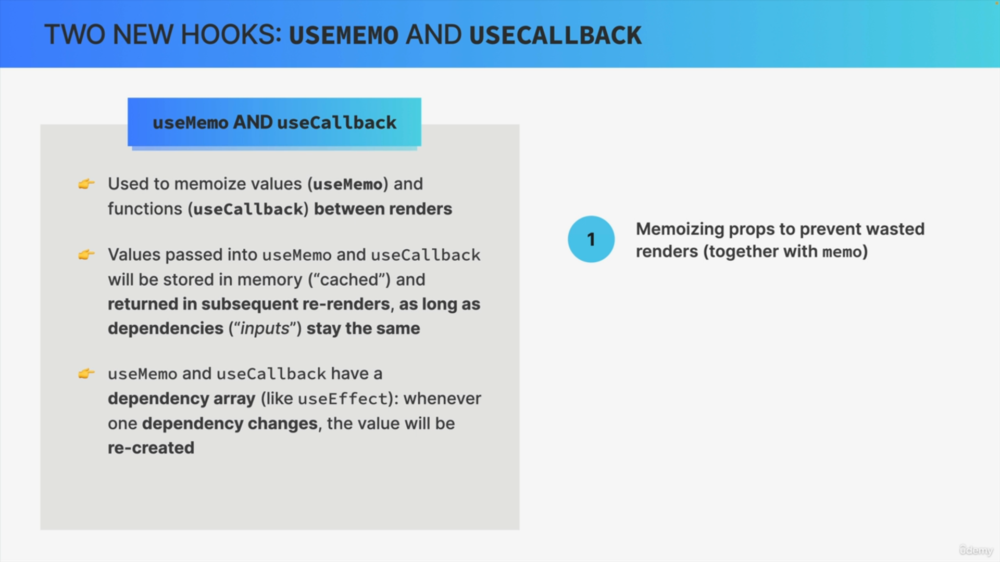 TWO NEW HOOKS: USEMEMO AND USECALLBACK
useMemo AND useCallback
👉 Used to memoize values (useMemo) and
functions (useCallback) between renders
👉 Values passed into useMemo and useCallback
will be stored in memory (“cached”) and
returned in subsequent re-renders, as long as
dependencies (“inputs”) stay the same
👉 useMemo and useCallback have a
dependency array (like useEffect): whenever
one dependency changes, the value will be
re-created
1
Memoizing props to prevent wasted
renders (together with memo)
ûdemy